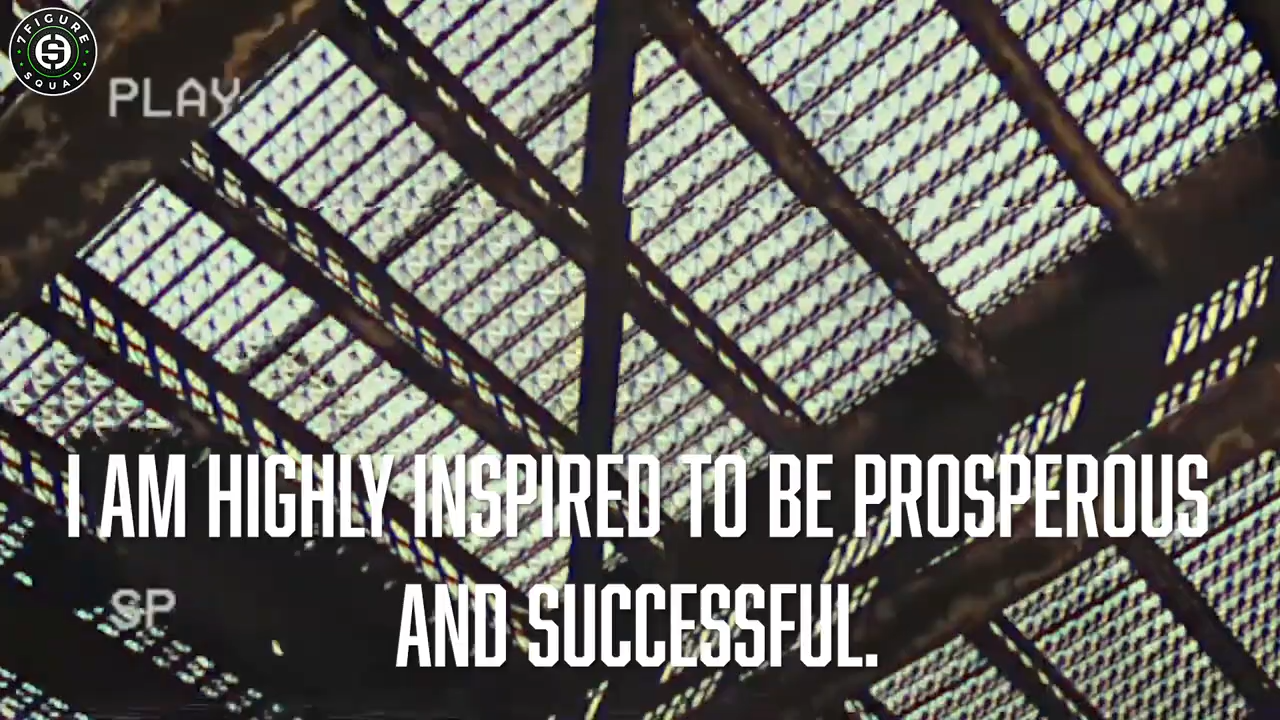 7FIGURE
SQUAD
PLAY
I AM HIGHLY INSPIRED TO BE PROSPEROUS
AND SUCCESSFUL.
SP